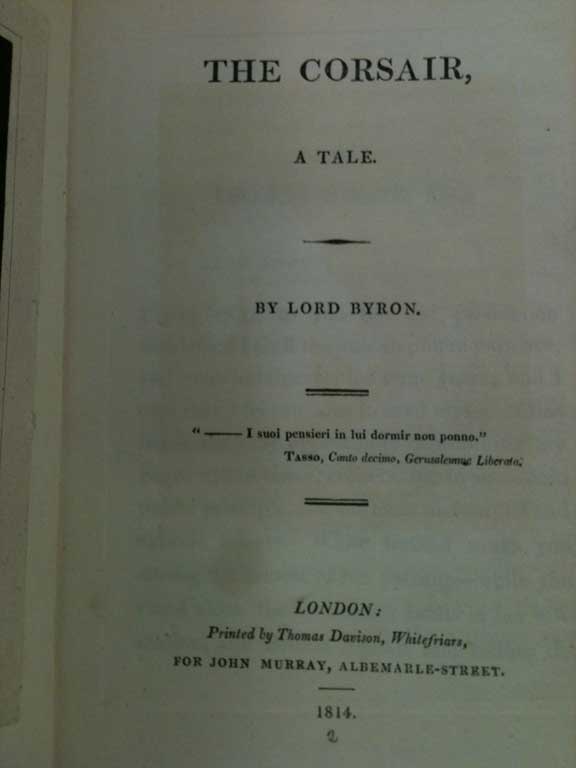 THE CORSAIR,
A TALE.
BY LORD BYRON.
"—— I suoi pensieri in lui dormir non ponno."
TASSO, Canto decimo, Gerusalemme Liberata.
LONDON:
Printed by Thomas Davison, Whitefriars,
FOR JOHN MURRAY, ALBEMARLE-STREET.
1814.
2